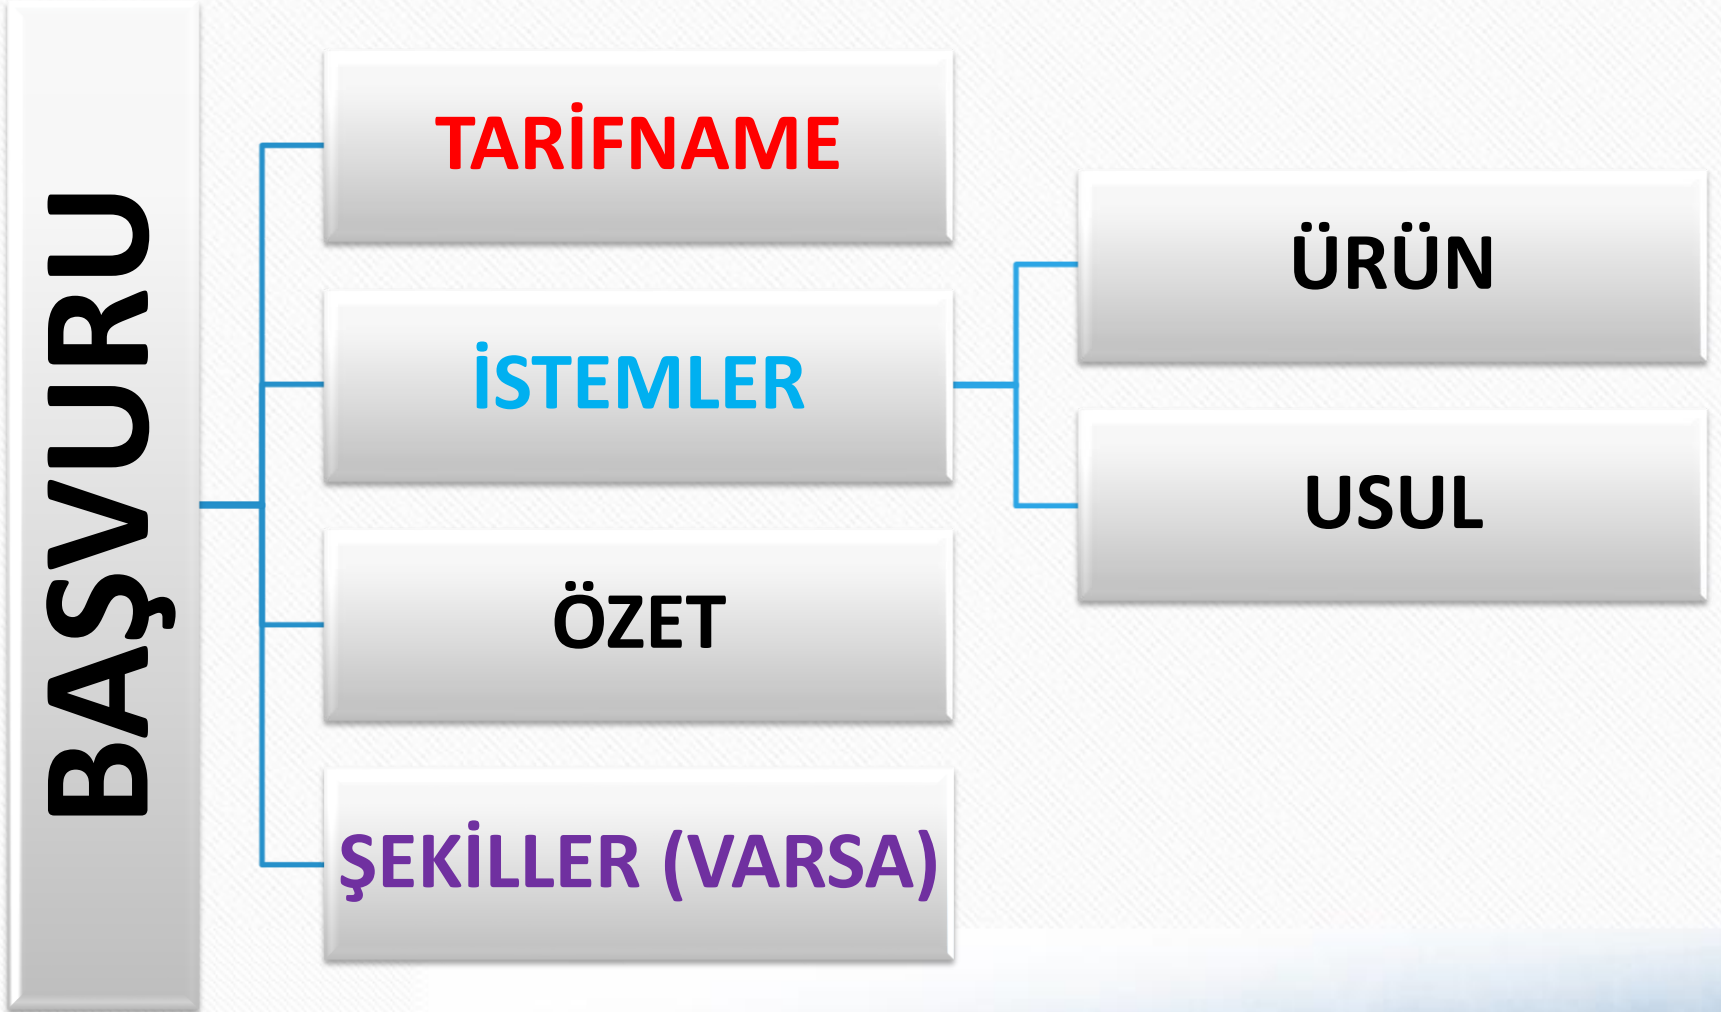 BAŞVURU
TARİFNAME
İSTEMLER
ÖZET
ŞEKİLLER (VARSA)
ÜRÜN
USUL